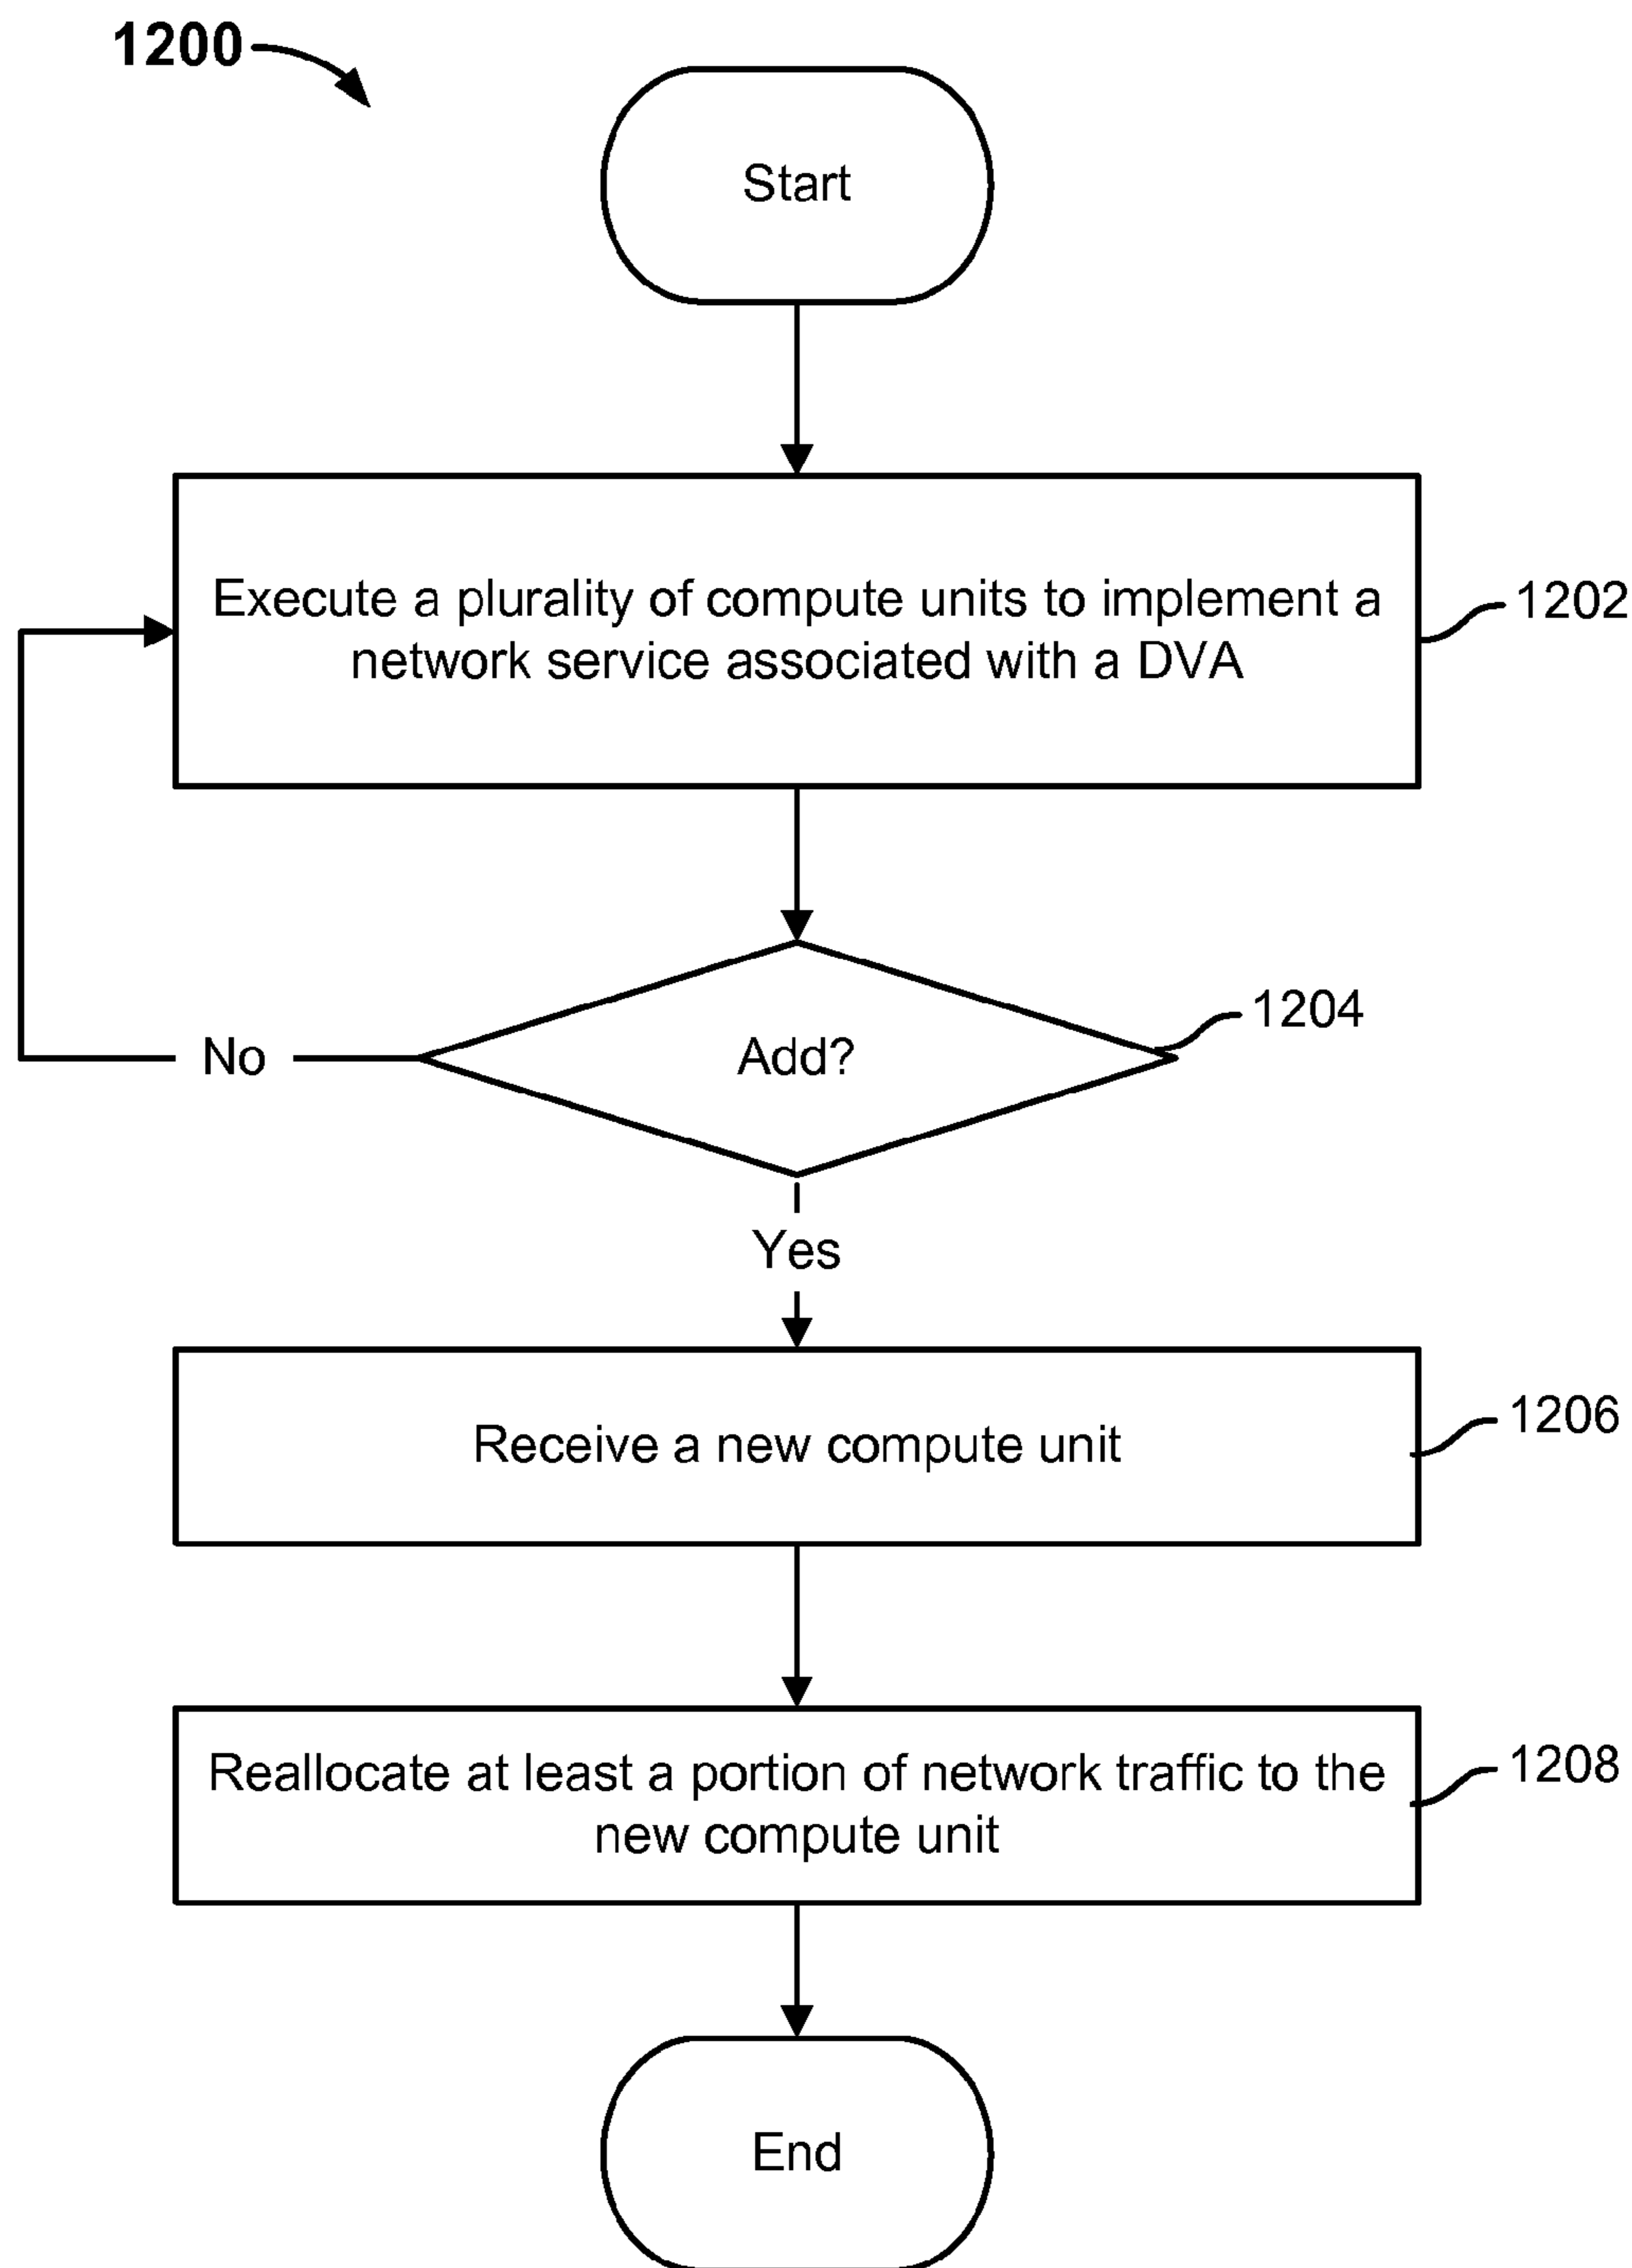 1200
Start
Execute a plurality of compute units to implement a
network service associated with a DVA
1202
Add?
1204
No
Yes
Receive a new compute unit
1206
Reallocate at least a portion of network traffic to the
new compute unit
1208
End